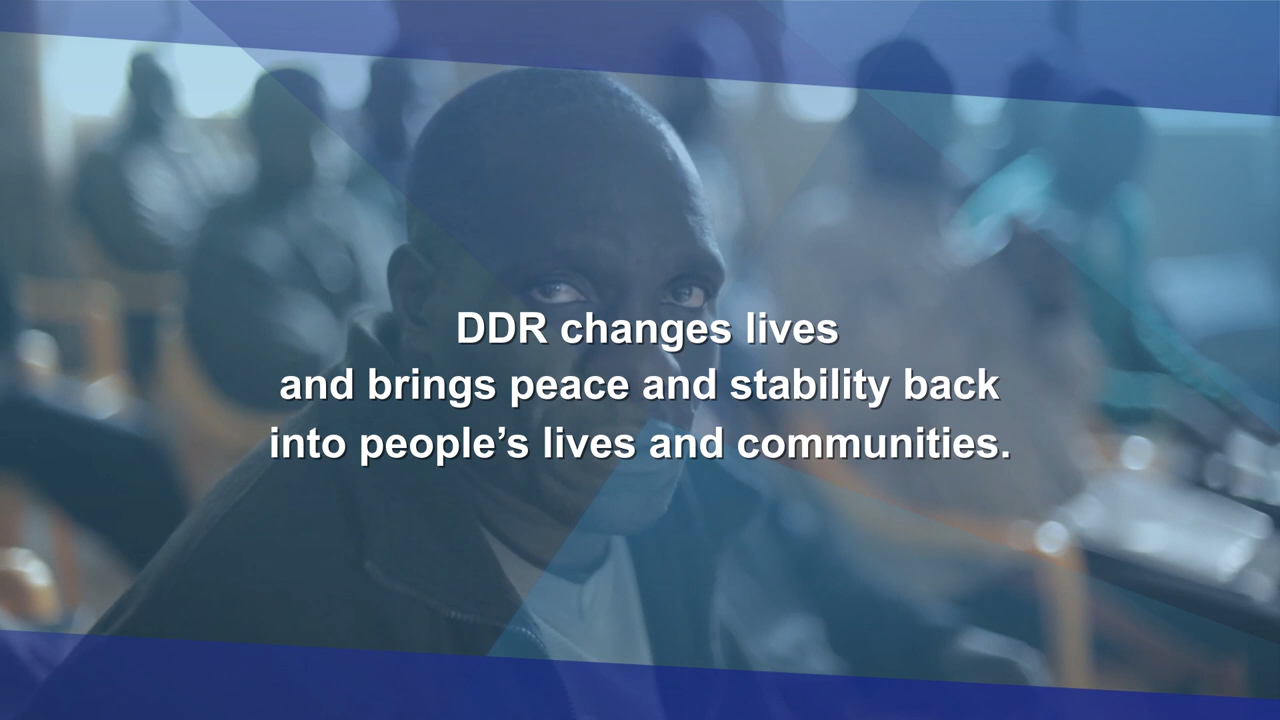 DDR changes lives
and brings peace and stability back
into people’s lives and communities.